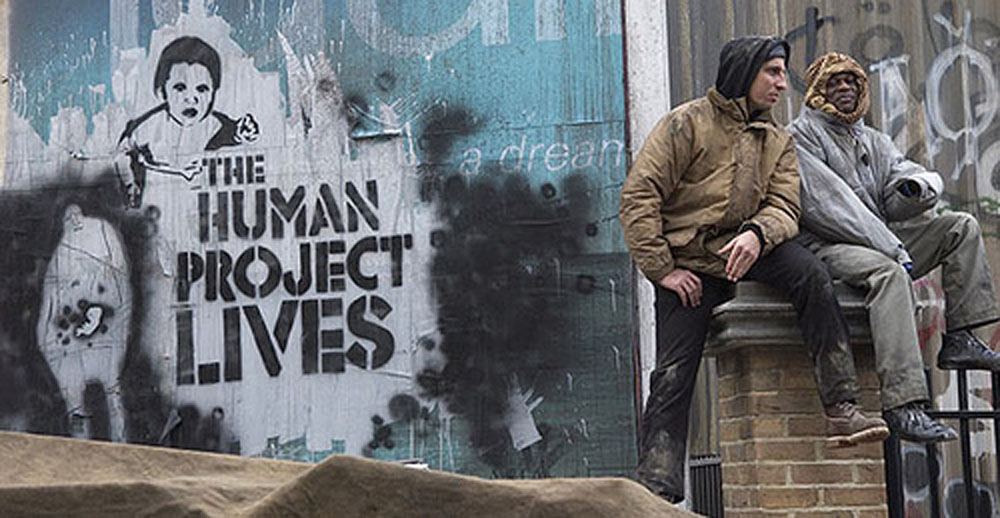 a dream
THE
HUMAN
PROJECT
LIVES